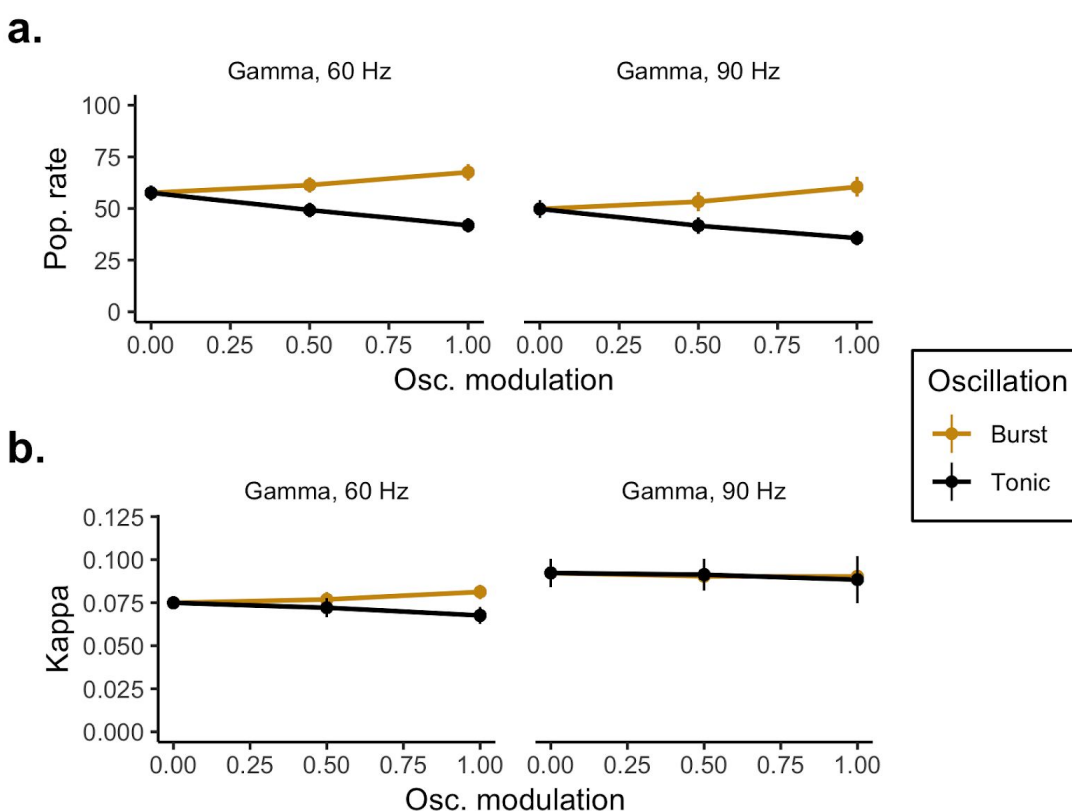 a.
Gamma, 60 Hz Gamma, 90 Hz
Pop. rate
100
75
50
25
0
0.00 0.25 0.50 0.75 1.00 0.00 0.25 0.50 0.75 1.00
Osc. modulation
Oscillation
Burst
Tonic
b.
Gamma, 60 Hz Gamma, 90 Hz
Kappa
0.125
0.100
0.075
0.050
0.025
0.000
0.00 0.25 0.50 0.75 1.00 0.00 0.25 0.50 0.75 1.00
Osc. modulation